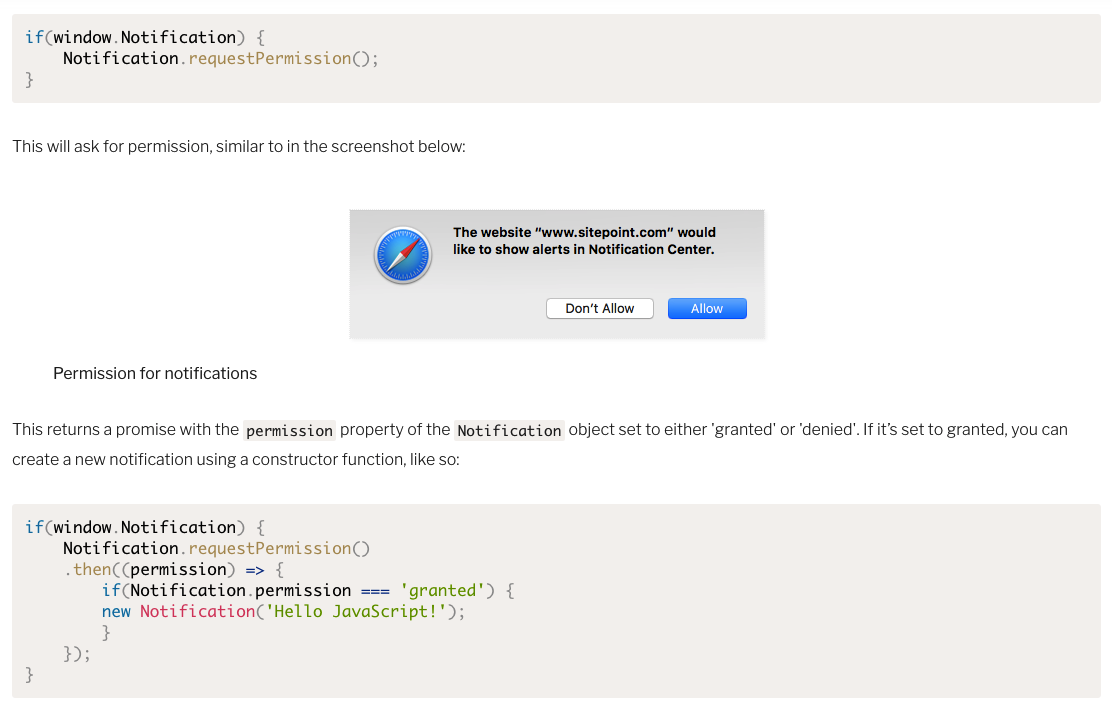 if(window.Notification) {
    Notification.requestPermission();
}
This will ask for permission, similar to in the screenshot below:
The website “www.sitepoint.com” would
like to show alerts in Notification Center.
Don’t Allow Allow
Permission for notifications
This returns a promise with the permission property of the Notification object set to either 'granted' or 'denied'. If it’s set to granted, you can
create a new notification using a constructor function, like so:
if(window.Notification) {
    Notification.requestPermission()
    .then((permission) => {
        if(Notification.permission === 'granted') {
        new Notification('Hello JavaScript!');
        }
    });
}